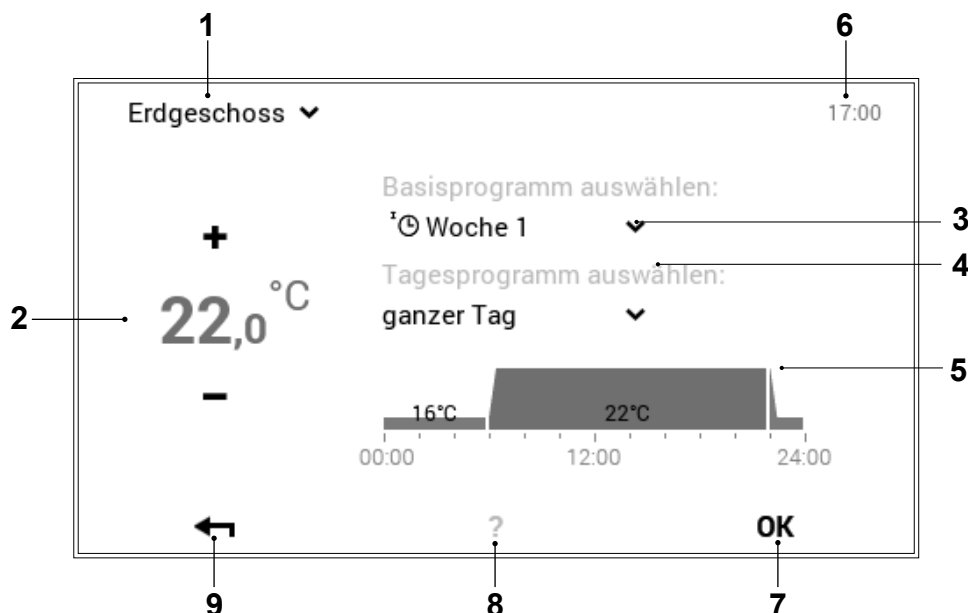 1
6
Erdgeschoss
17:00
Basisprogramm auswählen:
z Woche 1
3
Tagesprogramm auswählen:
4
+
22,0 °C
2
ganzer Tag
5
−
16°C 22°C
00:00 12:00 24:00
? OK
9 8 7